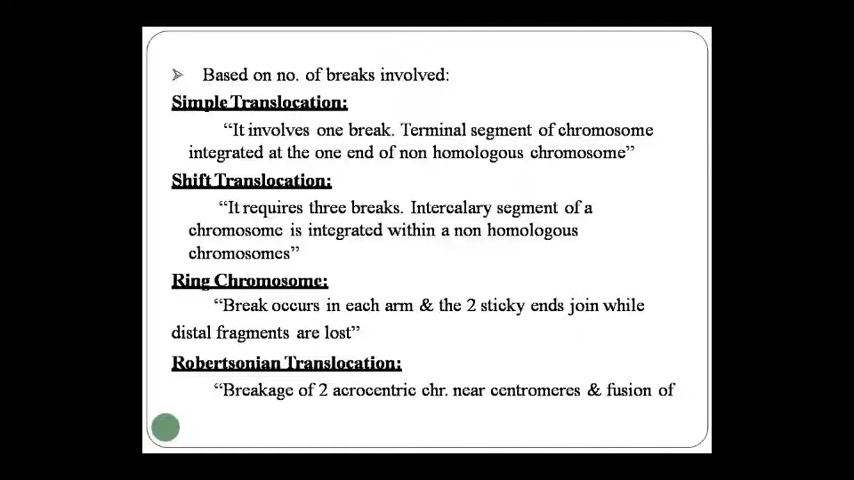 ➢ Based on no. of breaks involved:
Simple Translocation:
“It involves one break. Terminal segment of chromosome
integrated at the one end of non homologous chromosome”
Shift Translocation:
“It requires three breaks. Intercalary segment of a
chromosome is integrated within a non homologous
chromosomes”
Ring Chromosome:
“Break occurs in each arm & the 2 sticky ends join while
distal fragments are lost”
Robertsonian Translocation:
“Breakage of 2 acrocentric chr. near centromeres & fusion of